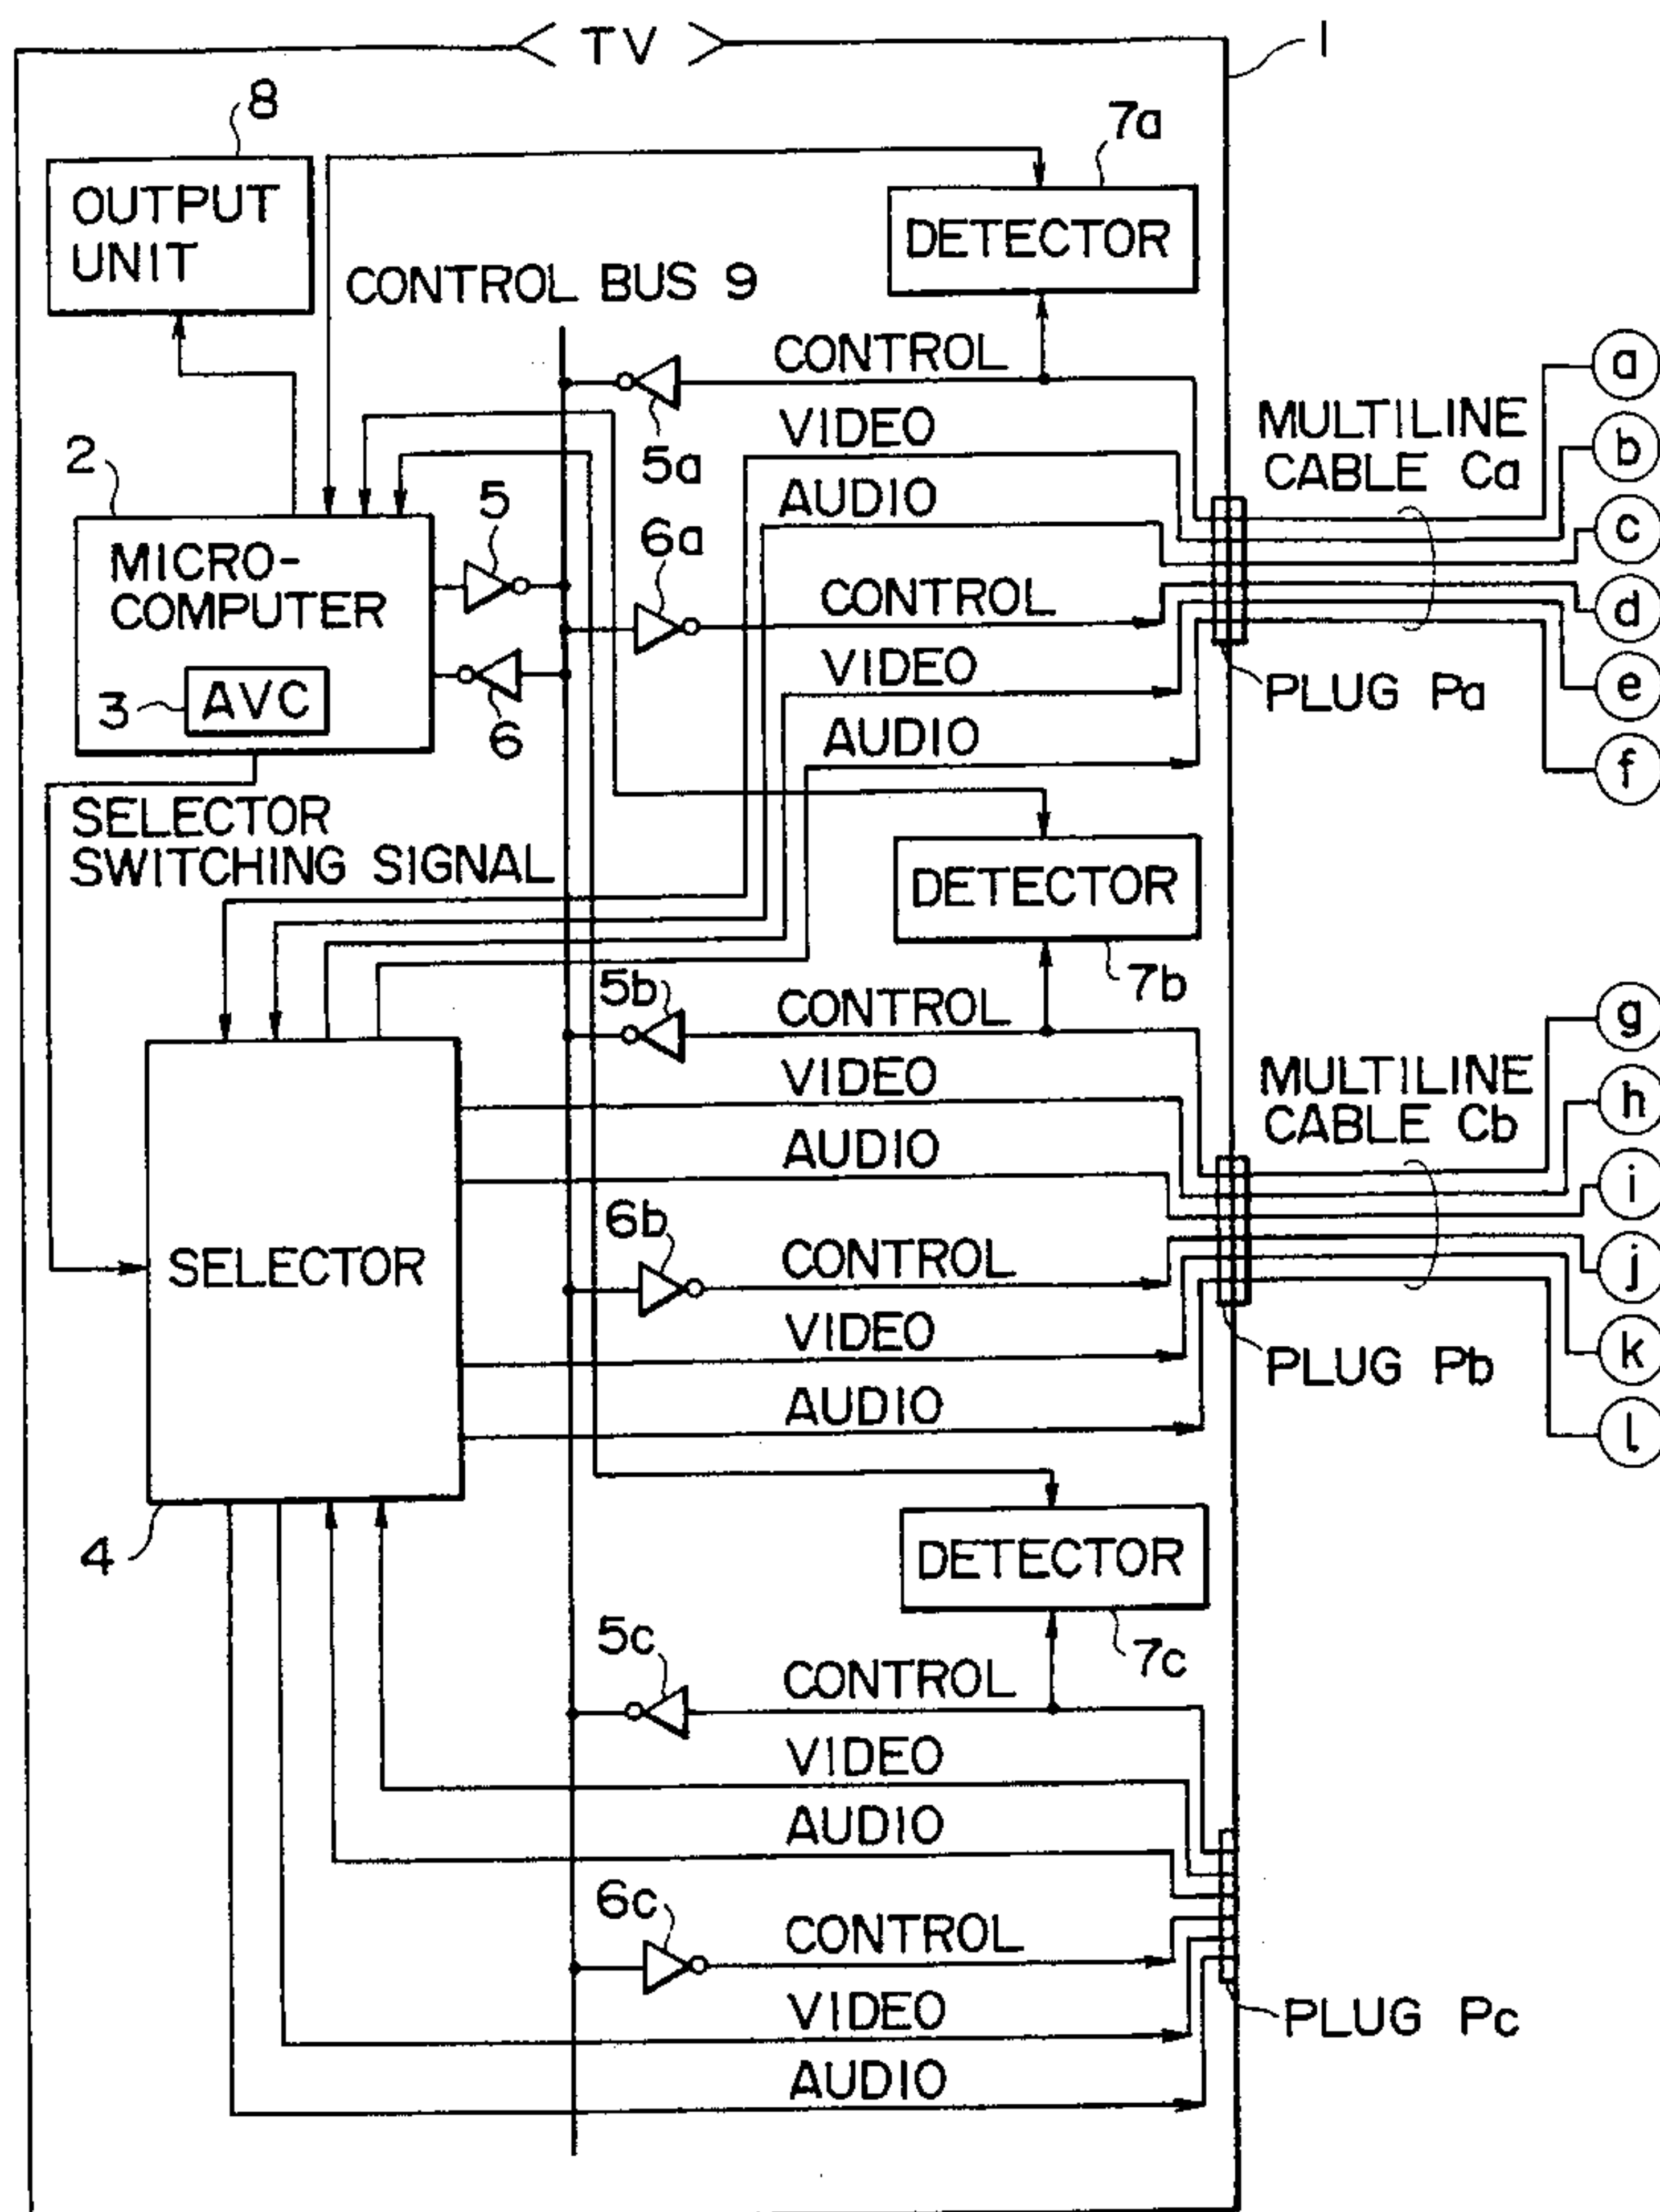 TV
1
8
7a
OUTPUT
UNIT
DETECTOR
CONTROL BUS 9
CONTROL
a
MULTILINE
CABLE Ca
VIDEO
5a
b
2
AUDIO
5
6a
c
MICRO-
COMPUTER
CONTROL
d
VIDEO
e
3
AVC
6
PLUG Pa
AUDIO
f
SELECTOR
SWITCHING SIGNAL
DETECTOR
7b
5b
CONTROL
g
VIDEO
MULTILINE
CABLE Cb
h
AUDIO
i
6b
SELECTOR
CONTROL
j
VIDEO
PLUG Pb
k
AUDIO
l
4
DETECTOR
5c
7c
CONTROL
VIDEO
AUDIO
6c
CONTROL
VIDEO
PLUG Pc
AUDIO